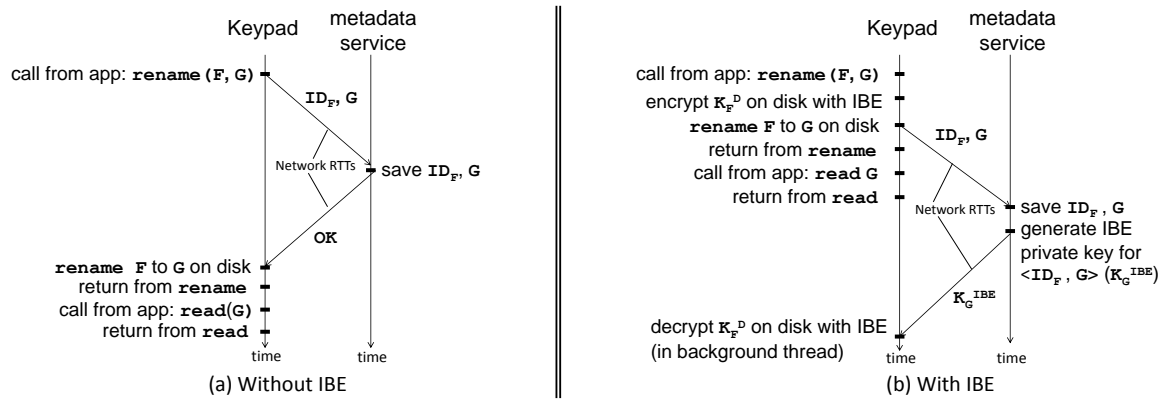 Keypad
metadata
service
call from app: rename(F, G)
ID_F, G
Network RTTs
save ID_F, G
OK
rename F to G on disk
return from rename
call from app: read(G)
return from read
time
time
(a) Without IBE
Keypad
metadata
service
call from app: rename(F, G)
encrypt K_F^D on disk with IBE
rename F to G on disk
ID_F, G
return from rename
call from app: read G
return from read
Network RTTs
save ID_F, G
generate IBE
private key for
<ID_F, G> (K_G^IBE)
K_G^IBE
decrypt K_F^D on disk with IBE
(in background thread)
time
time
(b) With IBE